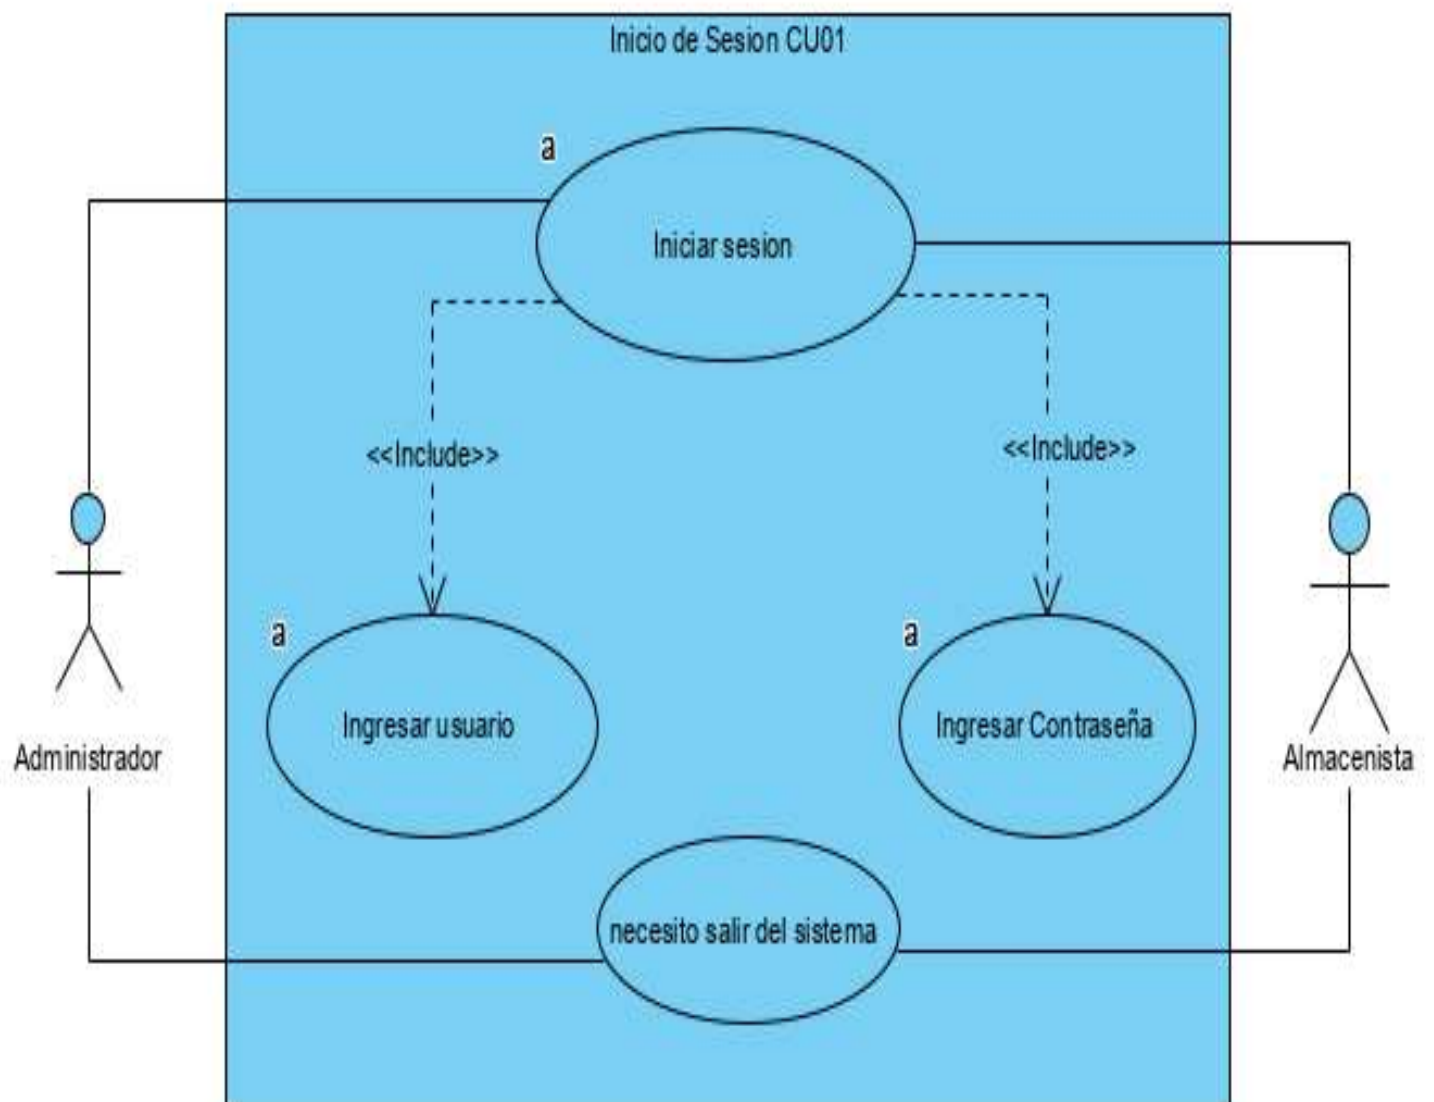 Inicio de Sesion CU01
a
Iniciar sesion
<<Include>>
<<Include>>
a
a
Ingresar usuario
Ingresar Contraseña
Administrador
Almacenista
necesito salir del sistema